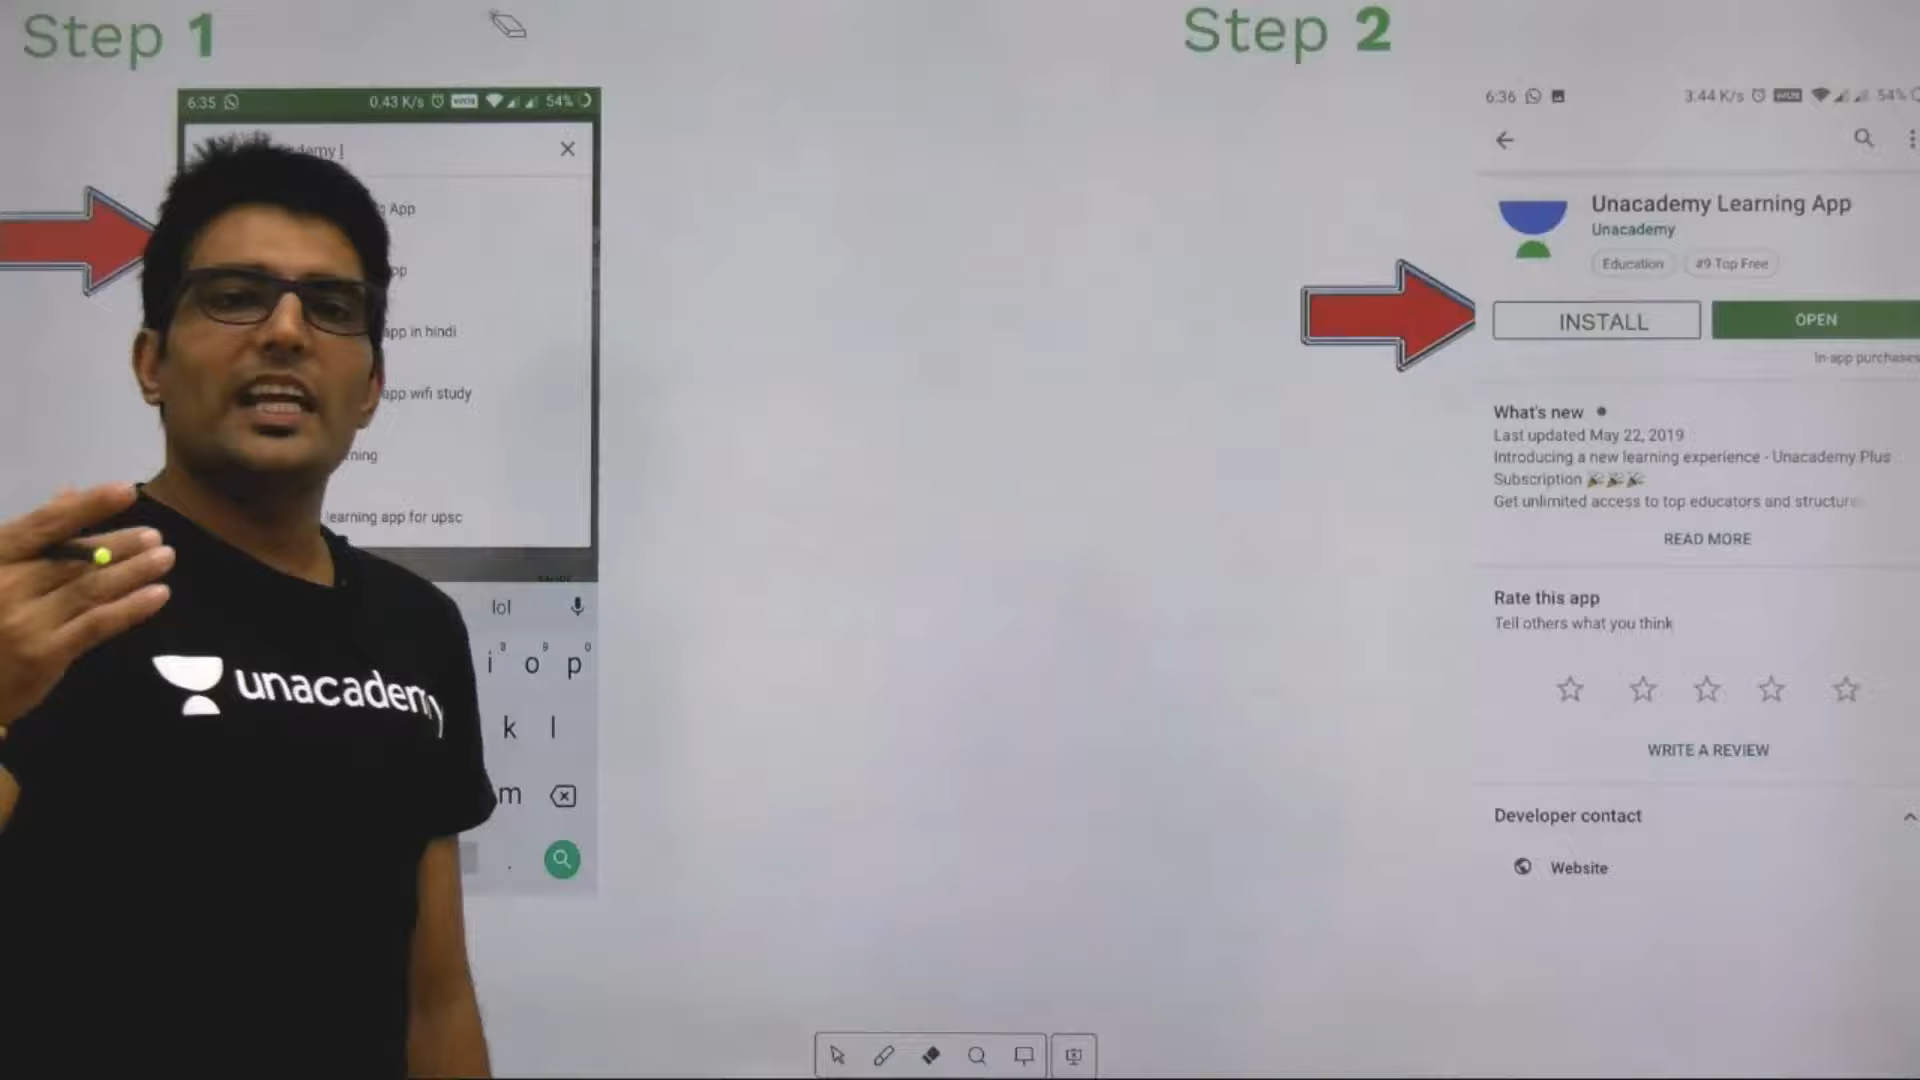 Step 1
6:35 0.43 K/s 54%
App
app in hindi
app wifi study
learning app for upsc
lol
i 8 o 9 p 0
k l
m
.
unacademy
Step 2
6:36 3.44 K/s 54%
Unacademy Learning App
Unacademy
Education #9 Top Free
INSTALL OPEN
In-app purchases
What's new
Last updated May 22, 2019
Introducing a new learning experience - Unacademy Plus
Subscription 🎉🎉🎉
Get unlimited access to top educators and structure
READ MORE
Rate this app
Tell others what you think
WRITE A REVIEW
Developer contact
Website